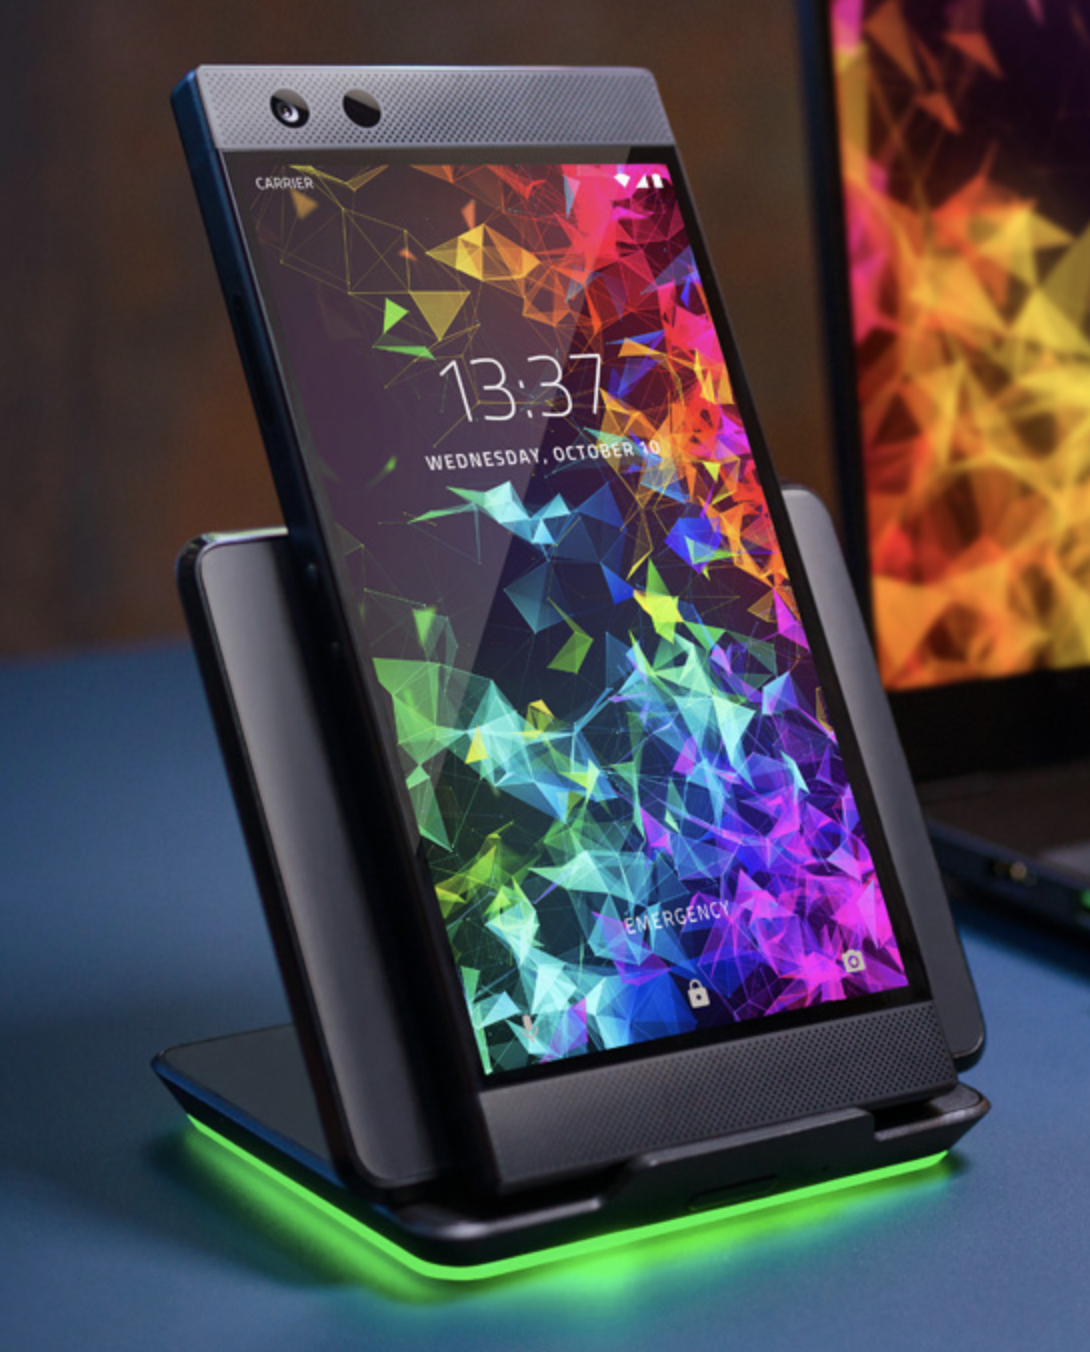 CARRIER
13:37
WEDNESDAY, OCTOBER 10
EMERGENCY